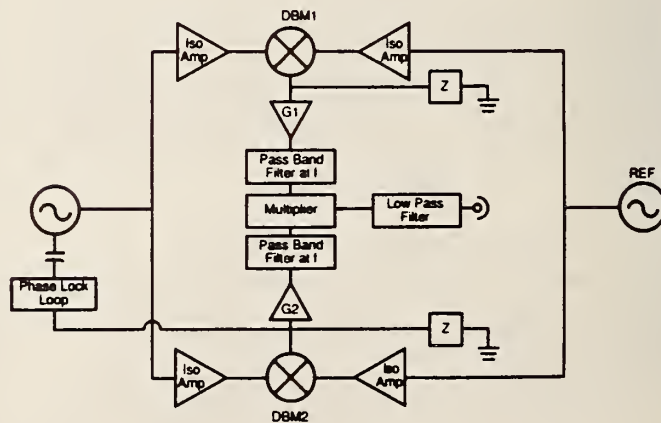 DBM1
Iso
Amp
Iso
Amp
Z
G1
Pass Band
Filter at f
REF
Multiplier
Low Pass
Filter
Pass Band
Filter at f
Phase Lock
Loop
G2
Z
Iso
Amp
Iso
Amp
DBM2